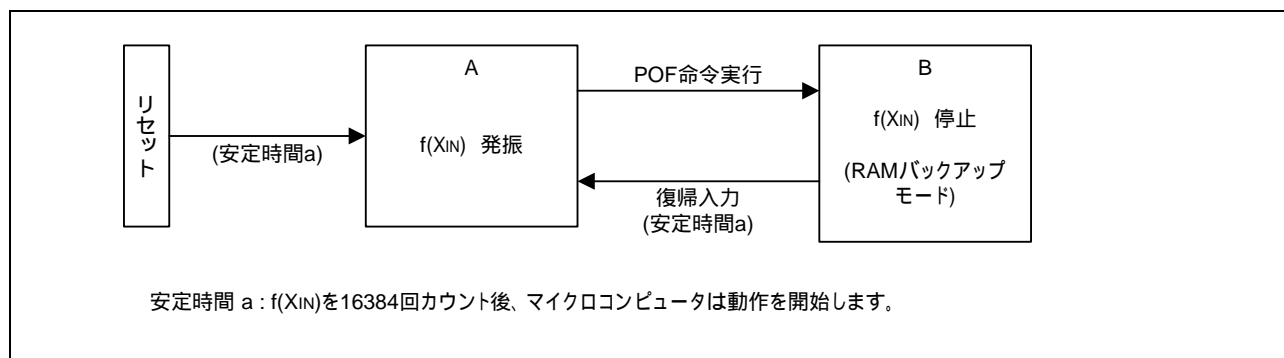 リセット
(安定時間a)
A
f(XIN) 発振
POF命令実行
復帰入力
(安定時間a)
B
f(XIN) 停止
(RAMバックアップ
モード)
安定時間 a : f(XIN)を16384回カウント後、マイクロコンピュータは動作を開始します。